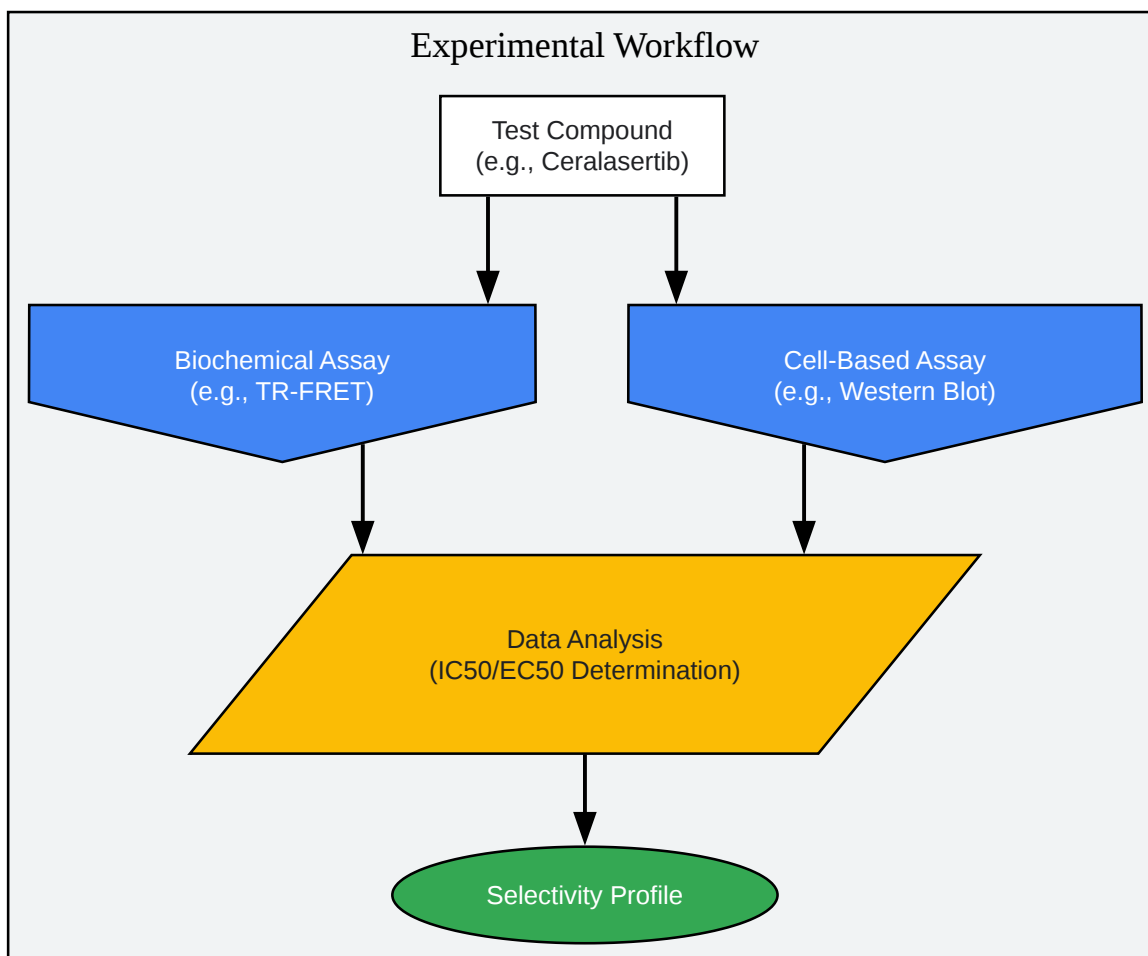 Experimental Workflow
Test Compound
(e.g., Ceralasertib)
Biochemical Assay
(e.g., TR-FRET)
Cell-Based Assay
(e.g., Western Blot)
Data Analysis
(IC50/EC50 Determination)
Selectivity Profile